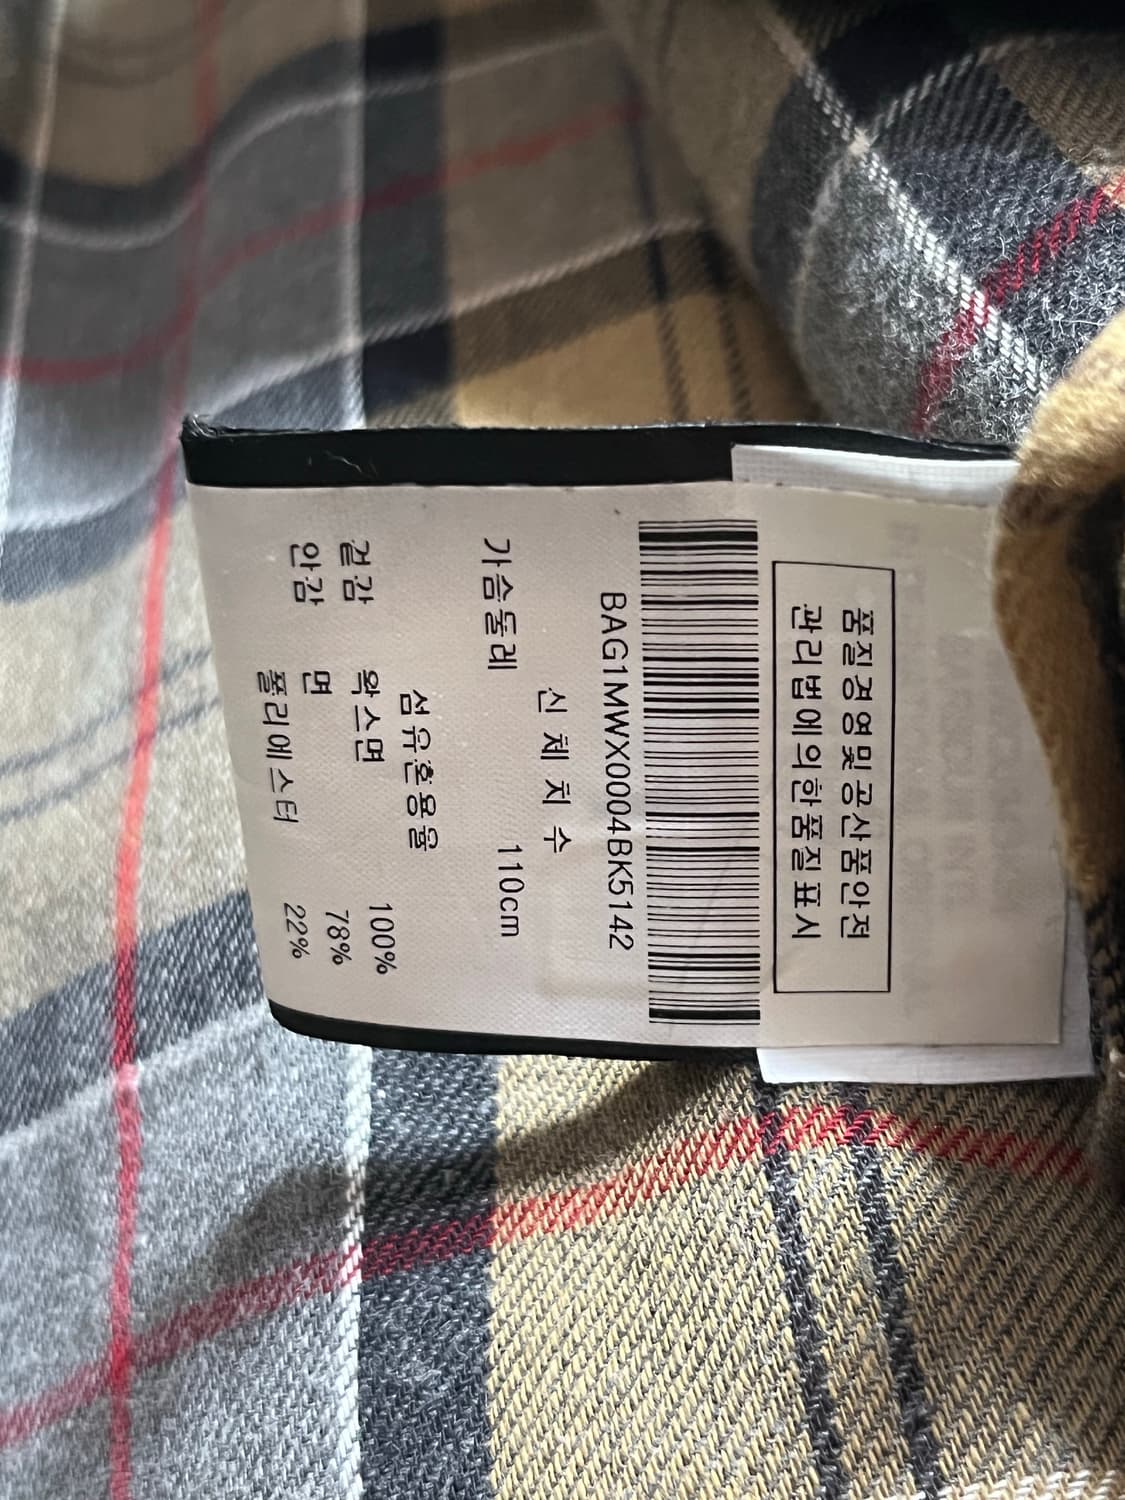 품질경영및공산품안전
관리법에의한품질표시
BAG1MWX0004BK5142
신 체 치 수
가슴둘레 110cm
섬유혼용율
겉감 왁스면 100%
안감 면 78%
폴리에스터 22%